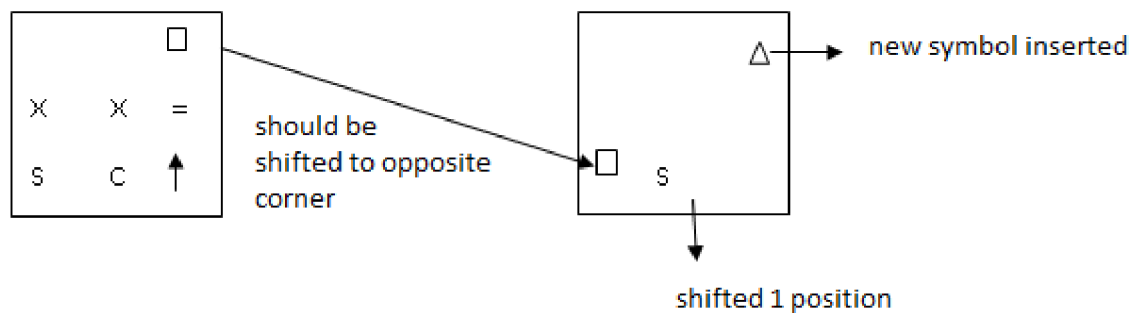 new symbol inserted
X X =
should be
shifted to opposite
corner
S C
S
shifted 1 position